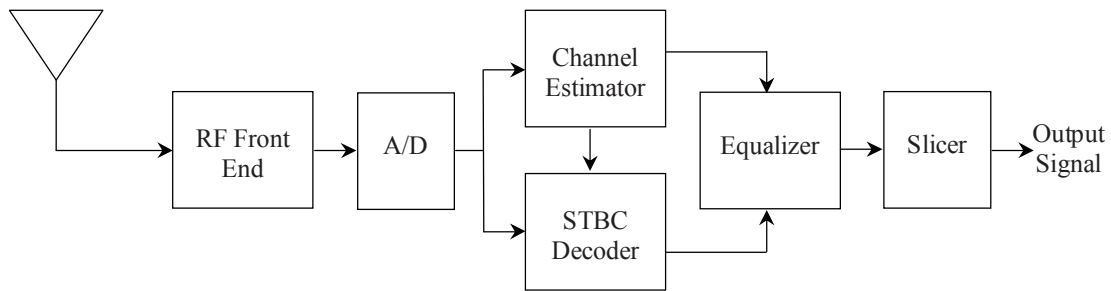 RF Front
End
A/D
Channel
Estimator
STBC
Decoder
Equalizer
Slicer
Output
Signal